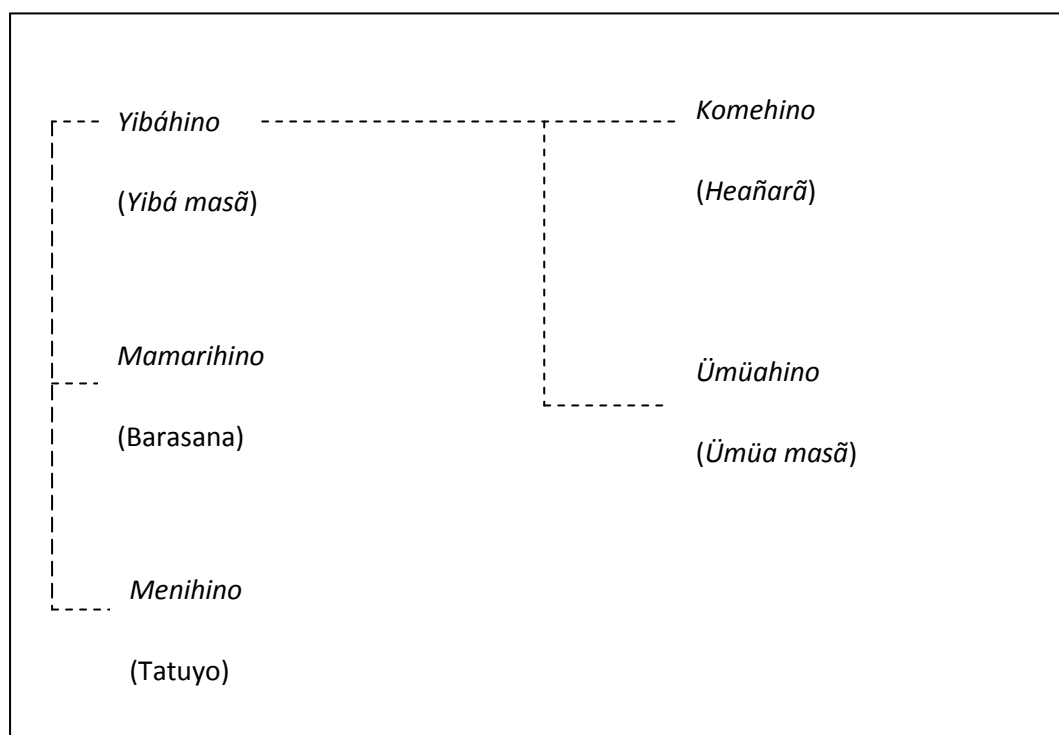 Yibáhino
(Yibá masã)
Mamarihino
(Barasana)
Menihino
(Tatuyo)
Komehino
(Heañarã)
Ümüahino
(Ümüa masã)